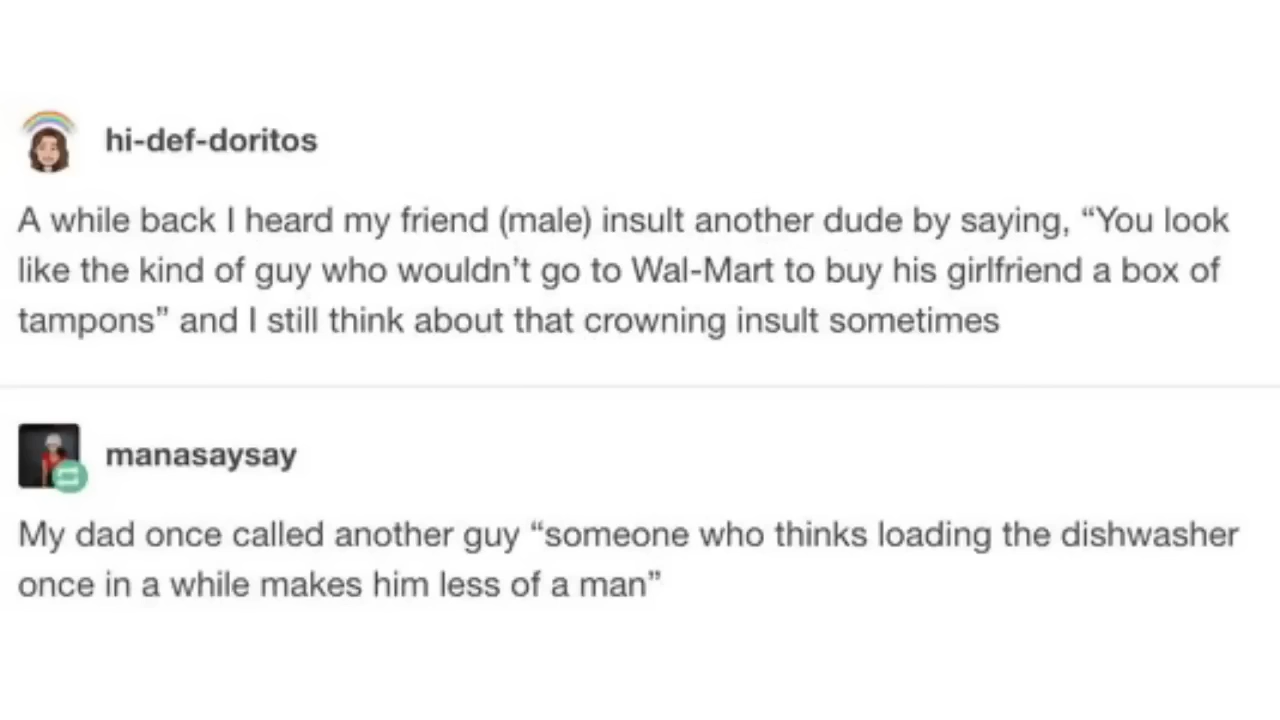 hi-def-doritos
A while back I heard my friend (male) insult another dude by saying, “You look
like the kind of guy who wouldn’t go to Wal-Mart to buy his girlfriend a box of
tampons” and I still think about that crowning insult sometimes
manasaysay
My dad once called another guy “someone who thinks loading the dishwasher
once in a while makes him less of a man”